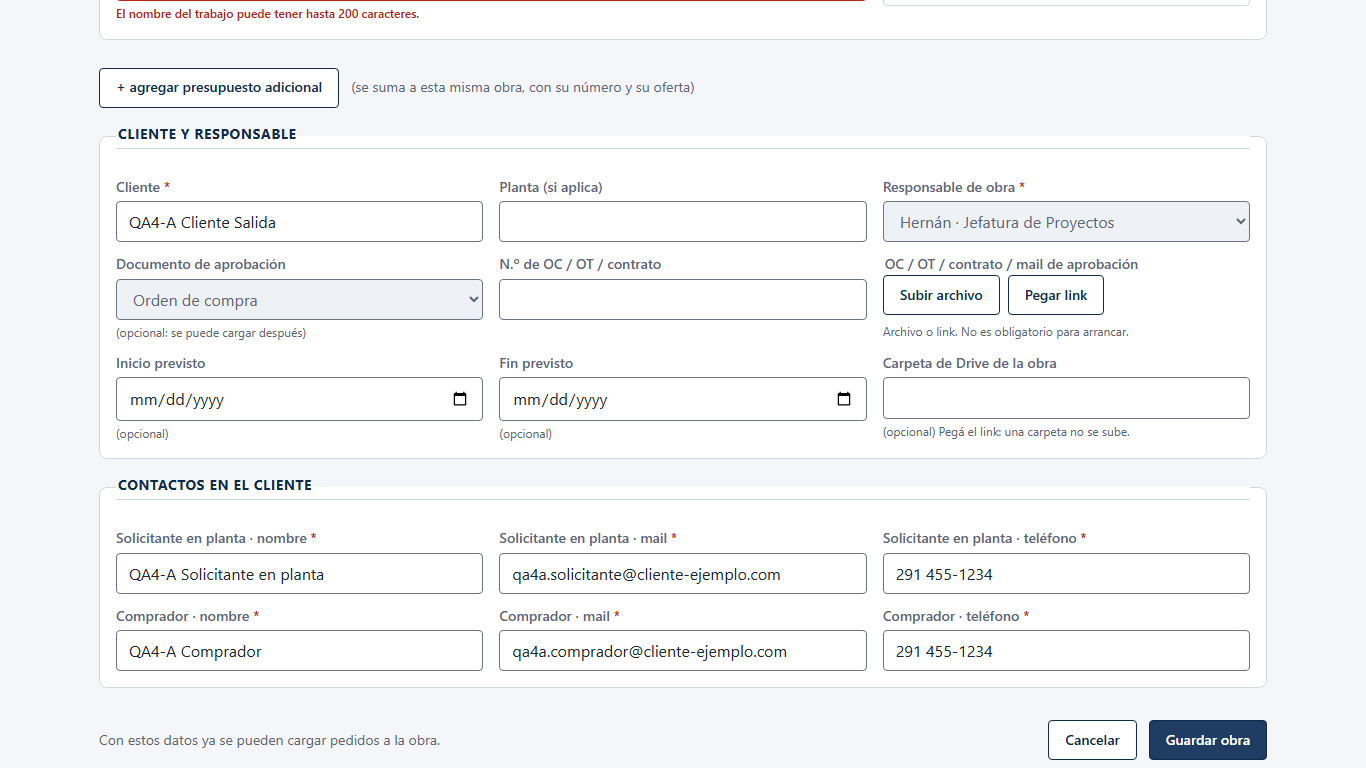 El nombre del trabajo puede tener hasta 200 caracteres.
+ agregar presupuesto adicional (se suma a esta misma obra, con su número y su oferta)
CLIENTE Y RESPONSABLE
Cliente * Planta (si aplica) Responsable de obra *
QA4-A Cliente Salida Hernán · Jefatura de Proyectos
Documento de aprobación N.º de OC / OT / contrato OC / OT / contrato / mail de aprobación
Orden de compra Subir archivo Pegar link
(opcional: se puede cargar después) Archivo o link. No es obligatorio para arrancar.
Inicio previsto Fin previsto Carpeta de Drive de la obra
mm/dd/yyyy mm/dd/yyyy
(opcional) (opcional) (opcional) Pegá el link: una carpeta no se sube.
CONTACTOS EN EL CLIENTE
Solicitante en planta · nombre * Solicitante en planta · mail * Solicitante en planta · teléfono *
QA4-A Solicitante en planta qa4a.solicitante@cliente-ejemplo.com 291 455-1234
Comprador · nombre * Comprador · mail * Comprador · teléfono *
QA4-A Comprador qa4a.comprador@cliente-ejemplo.com 291 455-1234
Con estos datos ya se pueden cargar pedidos a la obra. Cancelar Guardar obra